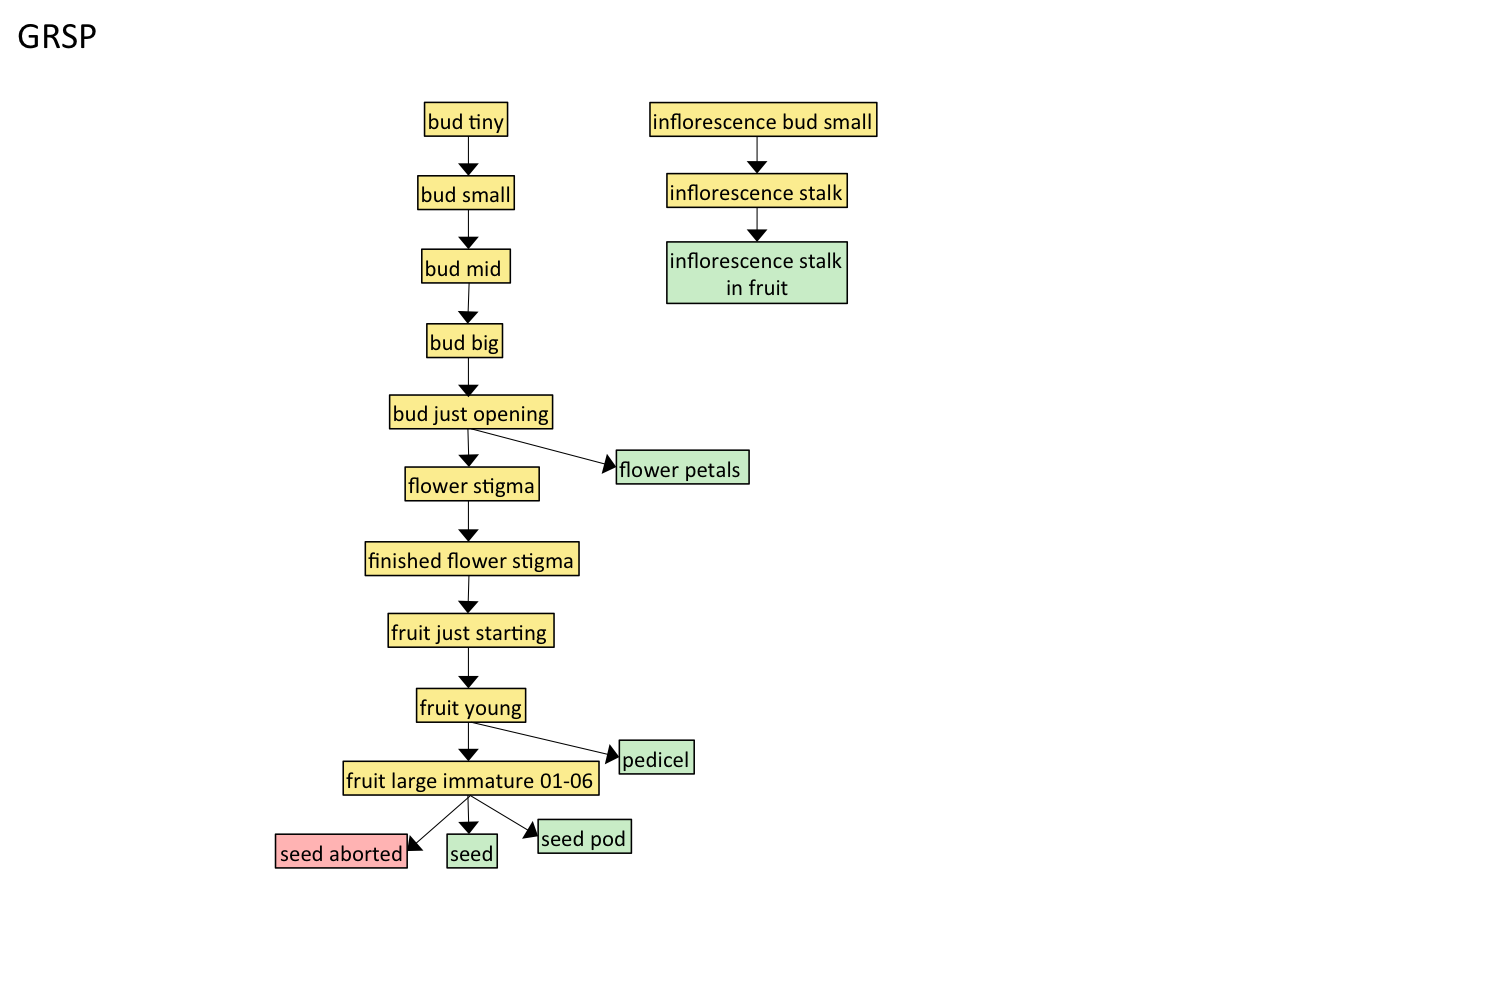 GRSP
bud tiny
inflorescence bud small
bud small
inflorescence stalk
bud mid
inflorescence stalk
in fruit
bud big
bud just opening
flower petals
flower stigma
finished flower stigma
fruit just starting
fruit young
pedicel
fruit large immature 01-06
seed aborted
seed
seed pod